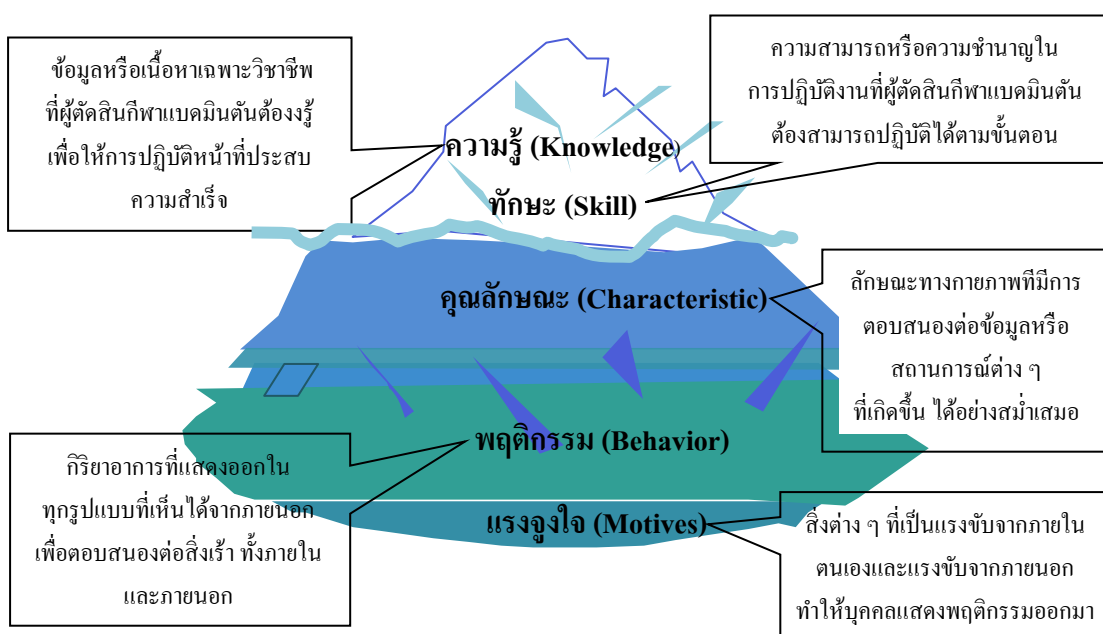 ข้อมูลหรือเนื้อหาเฉพาะวิชาชีพ
ที่ผู้ตัดสินกีฬาแบดมินตันต้องงรู้
เพื่อให้การปฏิบัติหน้าที่ประสบ
ความสำเร็จ
ความสามารถหรือความชำนาญใน
การปฏิบัติงานที่ผู้ตัดสินกีฬาแบดมินตัน
ต้องสามารถปฏิบัติได้ตามขั้นตอน
ความรู้ (Knowledge)
ทักษะ (Skill)
คุณลักษณะ (Characteristic)
ลักษณะทางกายภาพทีมีการ
ตอบสนองต่อข้อมูลหรือ
สถานการณ์ต่าง ๆ
ที่เกิดขึ้น ได้อย่างสม่ำเสมอ
พฤติกรรม (Behavior)
กิริยาอาการที่แสดงออกใน
ทุกรูปแบบที่เห็นได้จากภายนอก
เพื่อตอบสนองต่อสิ่งเร้า ทั้งภายใน
และภายนอก
แรงจูงใจ (Motives)
สิ่งต่าง ๆ ที่เป็นแรงขับจากภายใน
ตนเองและแรงขับจากภายนอก
ทำให้บุคคลแสดงพฤติกรรมออกมา